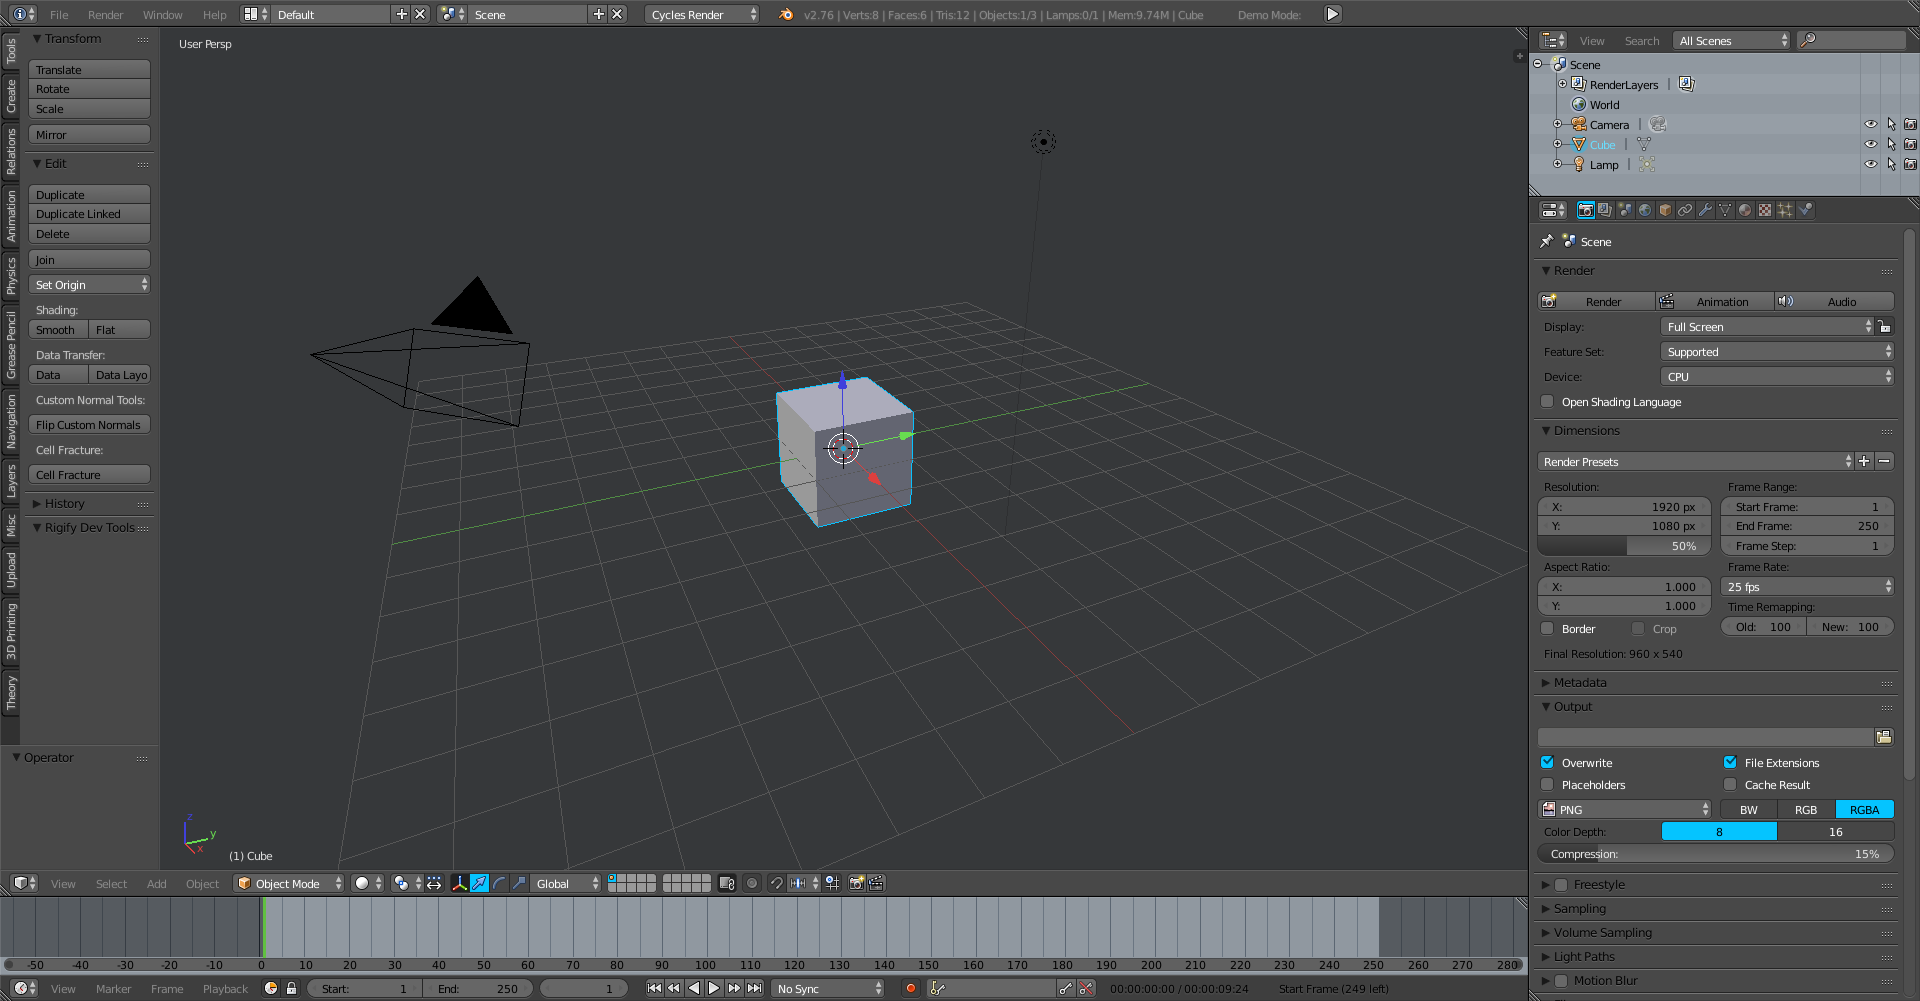 File Render Window Help Default Scene Cycles Render v2.76 | Verts:8 | Faces:6 | Tris:12 | Objects:1/3 | Lamps:0/1 | Mem:9.74M | Cube Demo Mode:
Tools
Create
Relations
Animation
Physics
Grease Pencil
Navigation
Layers
Misc
Upload
3D Printing
Theory
Transform
Translate
Rotate
Scale
Mirror
Edit
Duplicate
Duplicate Linked
Delete
Join
Set Origin
Shading:
Smooth Flat
Data Transfer:
Data Data Layo
Custom Normal Tools:
Flip Custom Normals
Cell Fracture:
Cell Fracture
History
Rigify Dev Tools
Operator
User Persp
z
y
x
(1) Cube
View Select Add Object Object Mode Global
-50 -40 -30 -20 -10 0 10 20 30 40 50 60 70 80 90 100 110 120 130 140 150 160 170 180 190 200 210 220 230 240 250 260 270 280
View Marker Frame Playback Start: 1 End: 250 1 No Sync 00:00:00:00 / 00:00:09:24 Start Frame (249 left)
View Search All Scenes
Scene
RenderLayers
World
Camera
Cube
Lamp
Scene
Render
Render Animation Audio
Display: Full Screen
Feature Set: Supported
Device: CPU
Open Shading Language
Dimensions
Render Presets
Resolution: Frame Range:
X: 1920 px Start Frame: 1
Y: 1080 px End Frame: 250
50% Frame Step: 1
Aspect Ratio: Frame Rate:
X: 1.000 25 fps
Y: 1.000 Time Remapping:
Border Crop Old: 100 New: 100
Final Resolution: 960 x 540
Metadata
Output
Overwrite File Extensions
Placeholders Cache Result
PNG BW RGB RGBA
Color Depth: 8 16
Compression: 15%
Freestyle
Sampling
Volume Sampling
Light Paths
Motion Blur